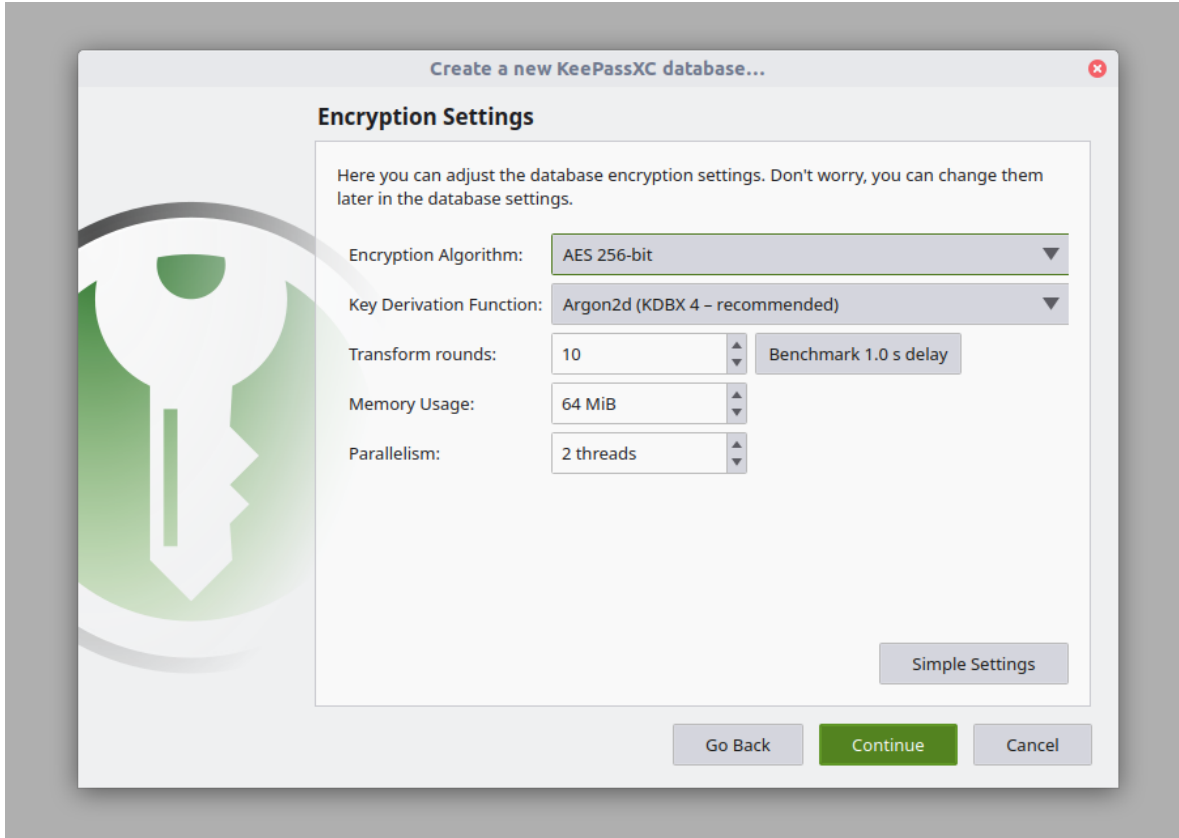 Create a new KeePassXC database...
Encryption Settings
Here you can adjust the database encryption settings. Don't worry, you can change them
later in the database settings.
Encryption Algorithm: AES 256-bit
Key Derivation Function: Argon2d (KDBX 4 – recommended)
Transform rounds: 10 Benchmark 1.0 s delay
Memory Usage: 64 MiB
Parallelism: 2 threads
Simple Settings
Go Back Continue Cancel